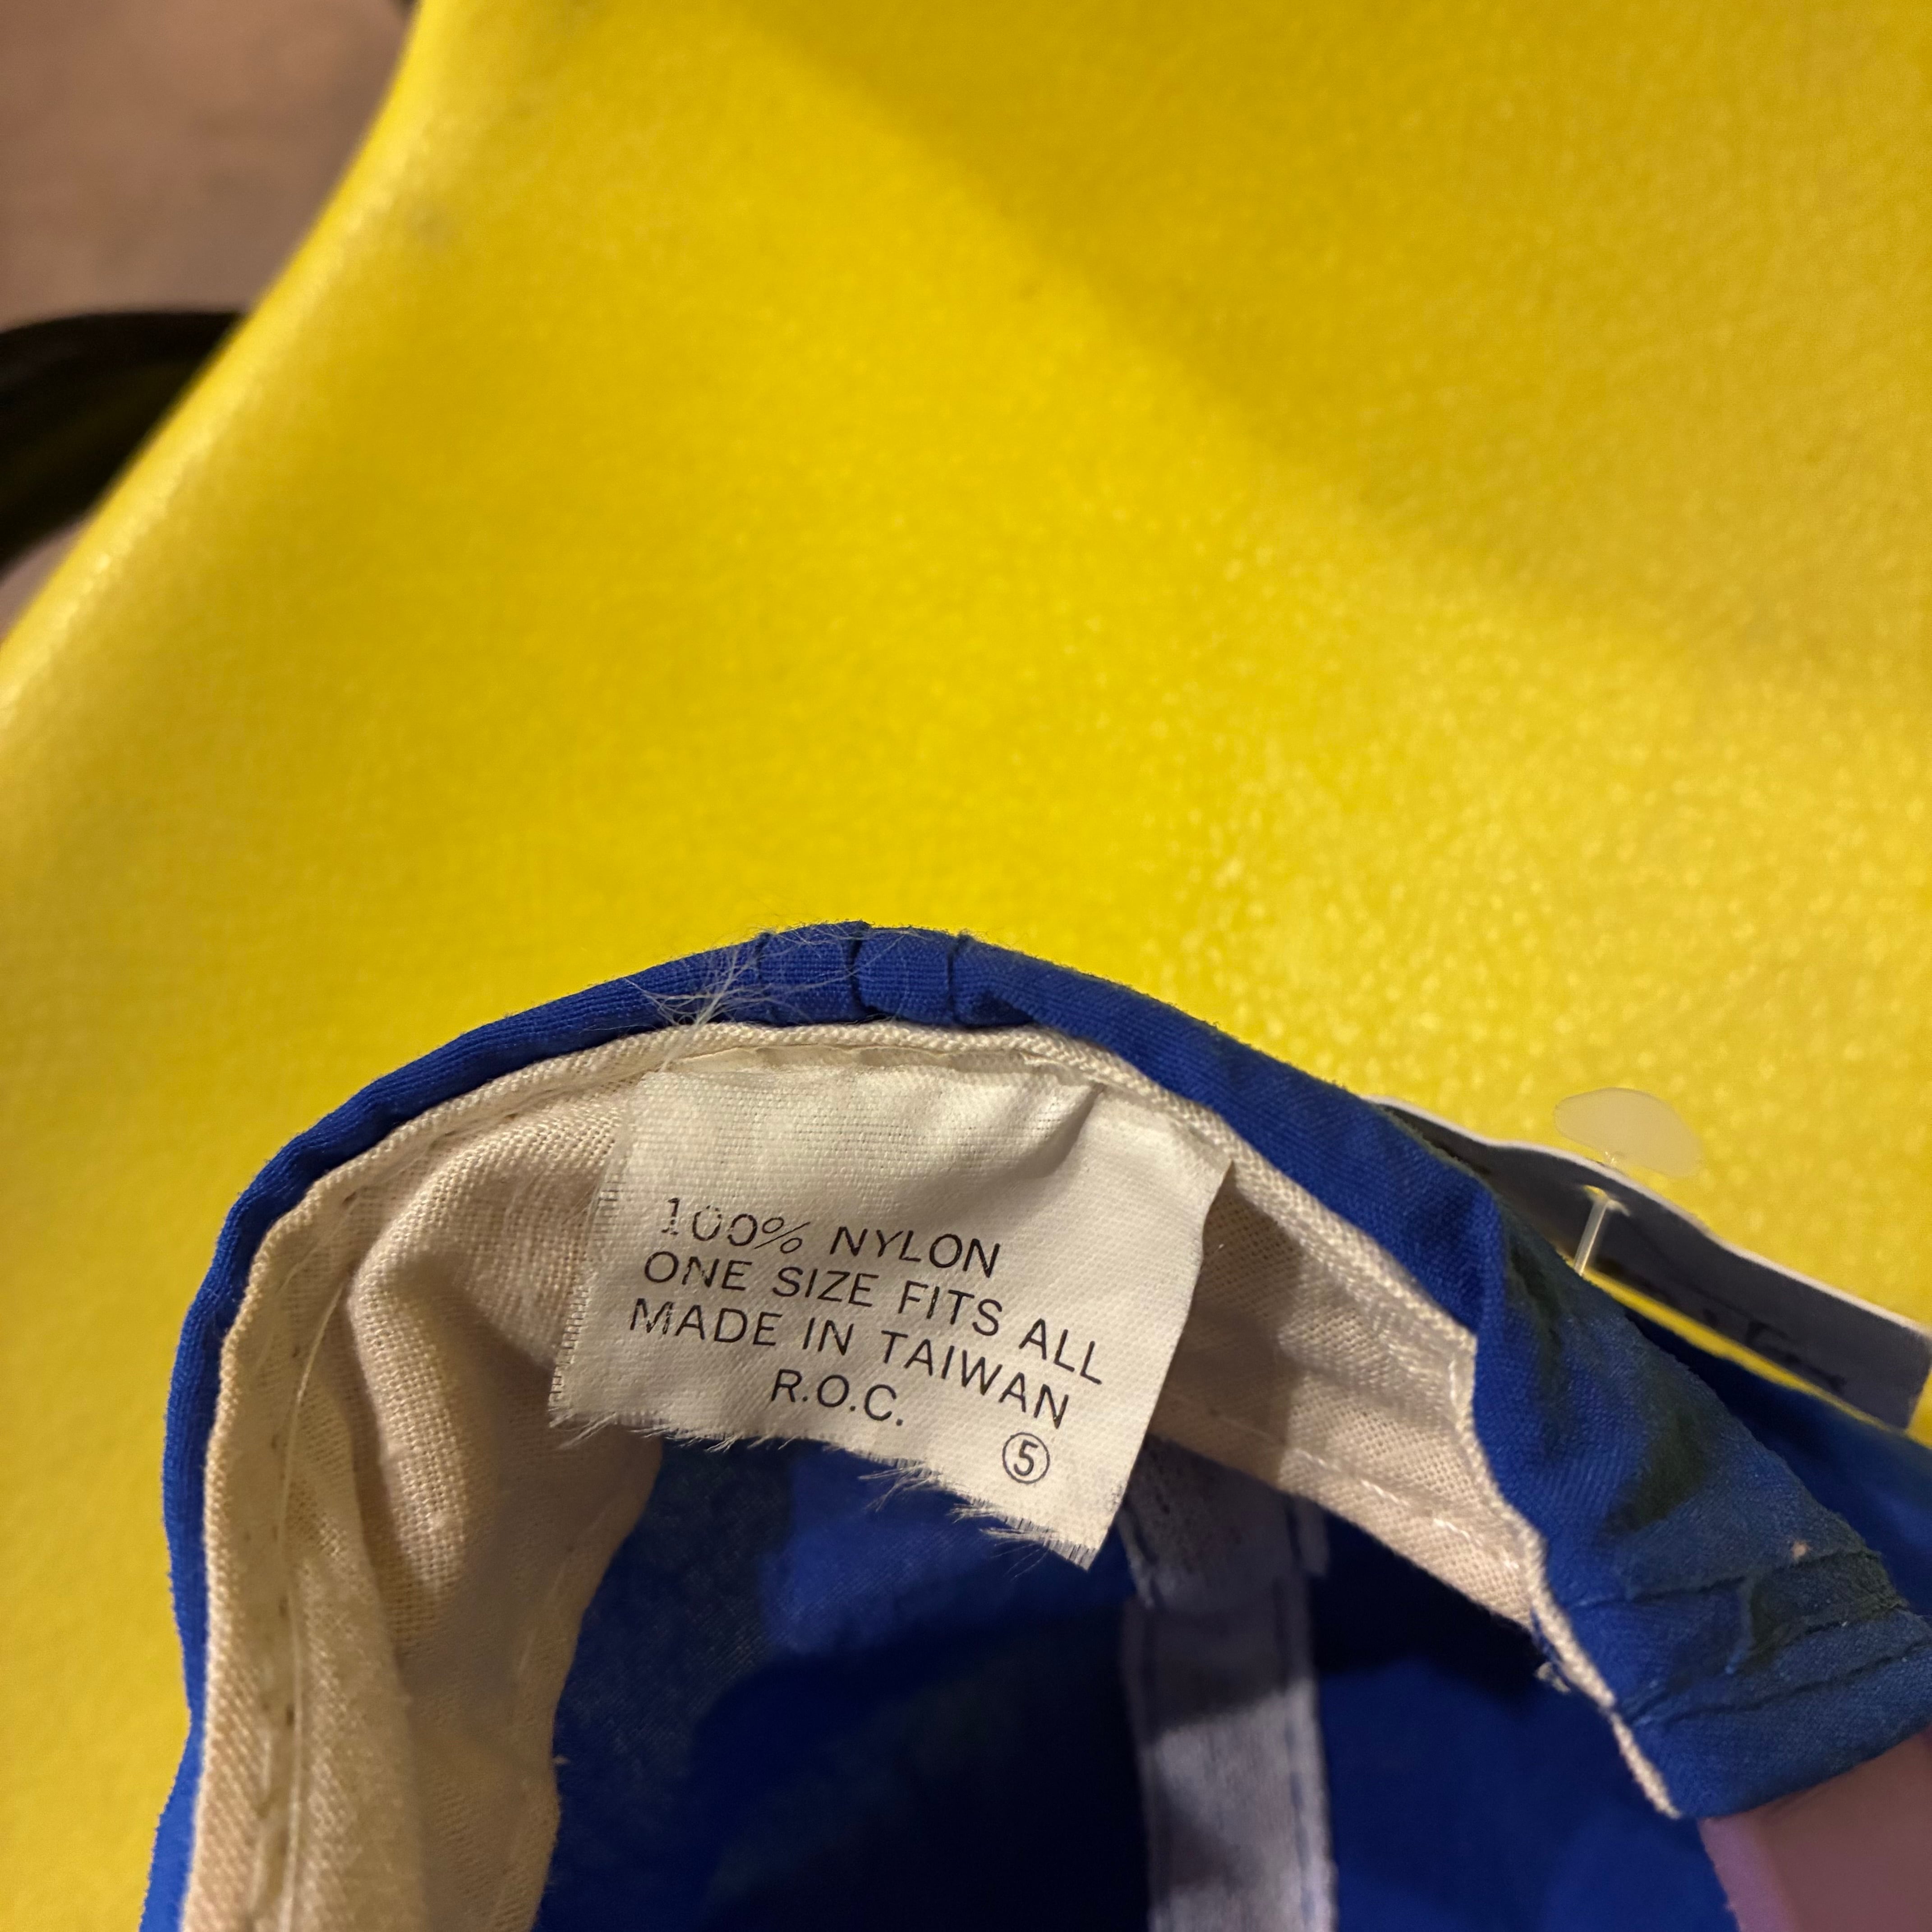 100% NYLON
ONE SIZE FITS ALL
MADE IN TAIWAN
R.O.C.
⑤